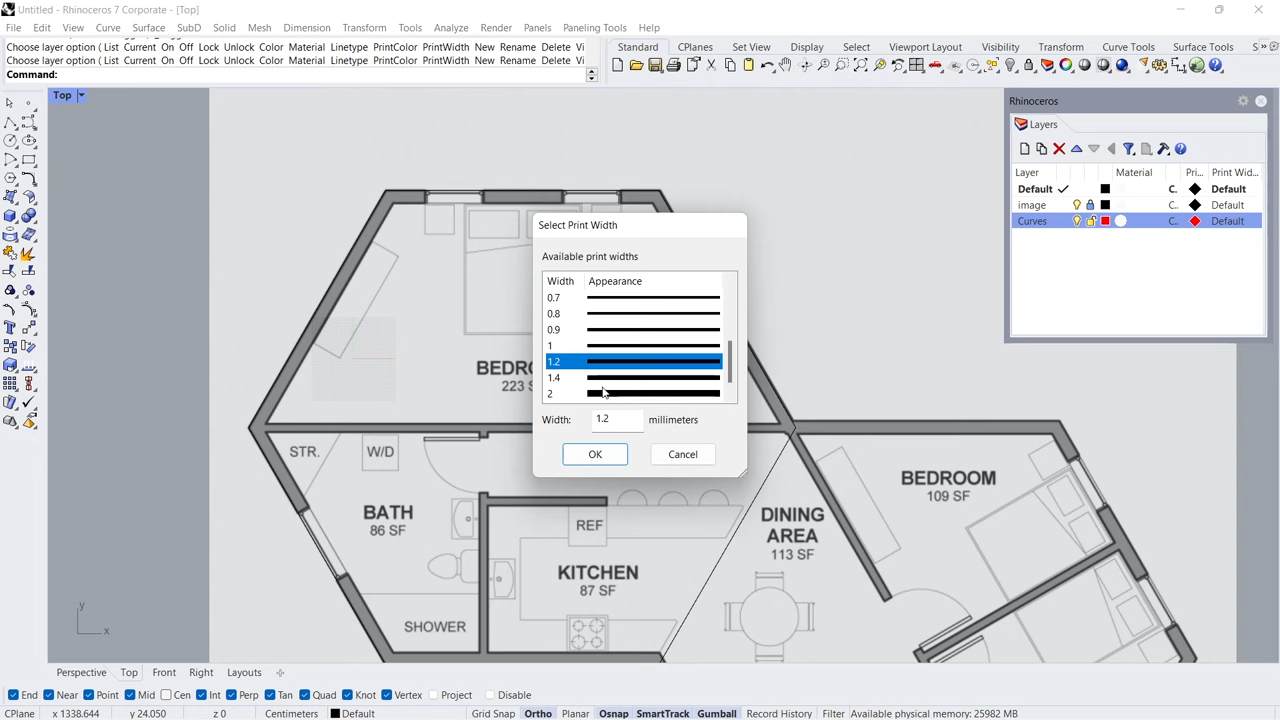 Untitled - Rhinoceros 7 Corporate - [Top]
File Edit View Curve Surface SubD Solid Mesh Dimension Transform Tools Analyze Render Panels Paneling Tools Help
Choose layer option ( List Current On Off Lock Unlock Color Material Linetype PrintColor PrintWidth New Rename Delete Vi
Choose layer option ( List Current On Off Lock Unlock Color Material Linetype PrintColor PrintWidth New Rename Delete Vi
Command:
Standard CPlanes Set View Display Select Viewport Layout Visibility Transform Curve Tools Surface Tools S
Top
Rhinoceros
Layers
Layer Material Pri... Print Wid...
Default C. Default
image C.. Default
Curves C.. Default
Select Print Width
Available print widths
Width Appearance
0.7
0.8
0.9
1
1.2
1.4
2
Width: 1.2 millimeters
OK Cancel
BEDR
223 S
STR.
W/D
BATH
86 SF
REF
KITCHEN
87 SF
SHOWER
DINING
AREA
113 SF
BEDROOM
109 SF
y
x
Perspective Top Front Right Layouts
End Near Point Mid Cen Int Perp Tan Quad Knot Vertex Project Disable
CPlane x 1338.644 y 24.050 z 0 Centimeters Default Grid Snap Ortho Planar Osnap SmartTrack Gumball Record History Filter Available physical memory: 25982 MB